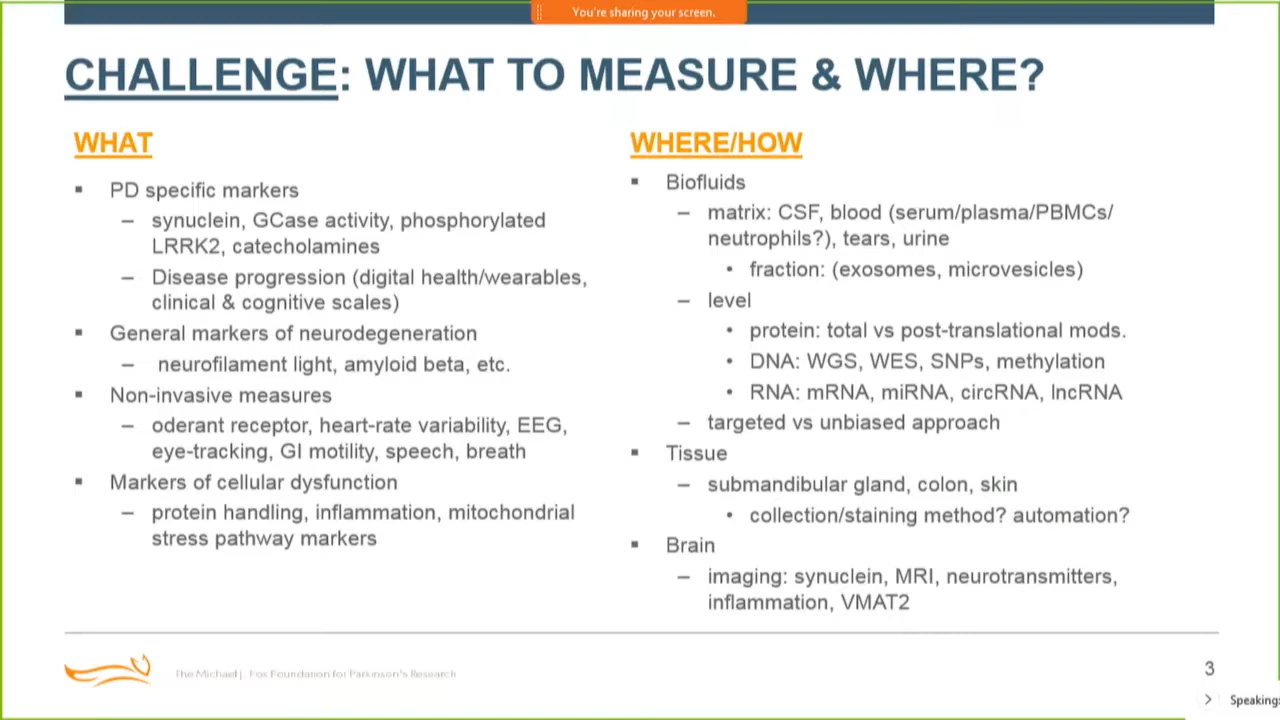 You're sharing your screen.
CHALLENGE: WHAT TO MEASURE & WHERE?
WHAT
▪ PD specific markers
– synuclein, GCase activity, phosphorylated
LRRK2, catecholamines
– Disease progression (digital health/wearables,
clinical & cognitive scales)
▪ General markers of neurodegeneration
– neurofilament light, amyloid beta, etc.
▪ Non-invasive measures
– oderant receptor, heart-rate variability, EEG,
eye-tracking, GI motility, speech, breath
▪ Markers of cellular dysfunction
– protein handling, inflammation, mitochondrial
stress pathway markers
WHERE/HOW
▪ Biofluids
– matrix: CSF, blood (serum/plasma/PBMCs/
neutrophils?), tears, urine
• fraction: (exosomes, microvesicles)
– level
• protein: total vs post-translational mods.
• DNA: WGS, WES, SNPs, methylation
• RNA: mRNA, miRNA, circRNA, lncRNA
– targeted vs unbiased approach
▪ Tissue
– submandibular gland, colon, skin
• collection/staining method? automation?
▪ Brain
– imaging: synuclein, MRI, neurotransmitters,
inflammation, VMAT2
The Michael J. Fox Foundation for Parkinson's Research
3
Speaking: